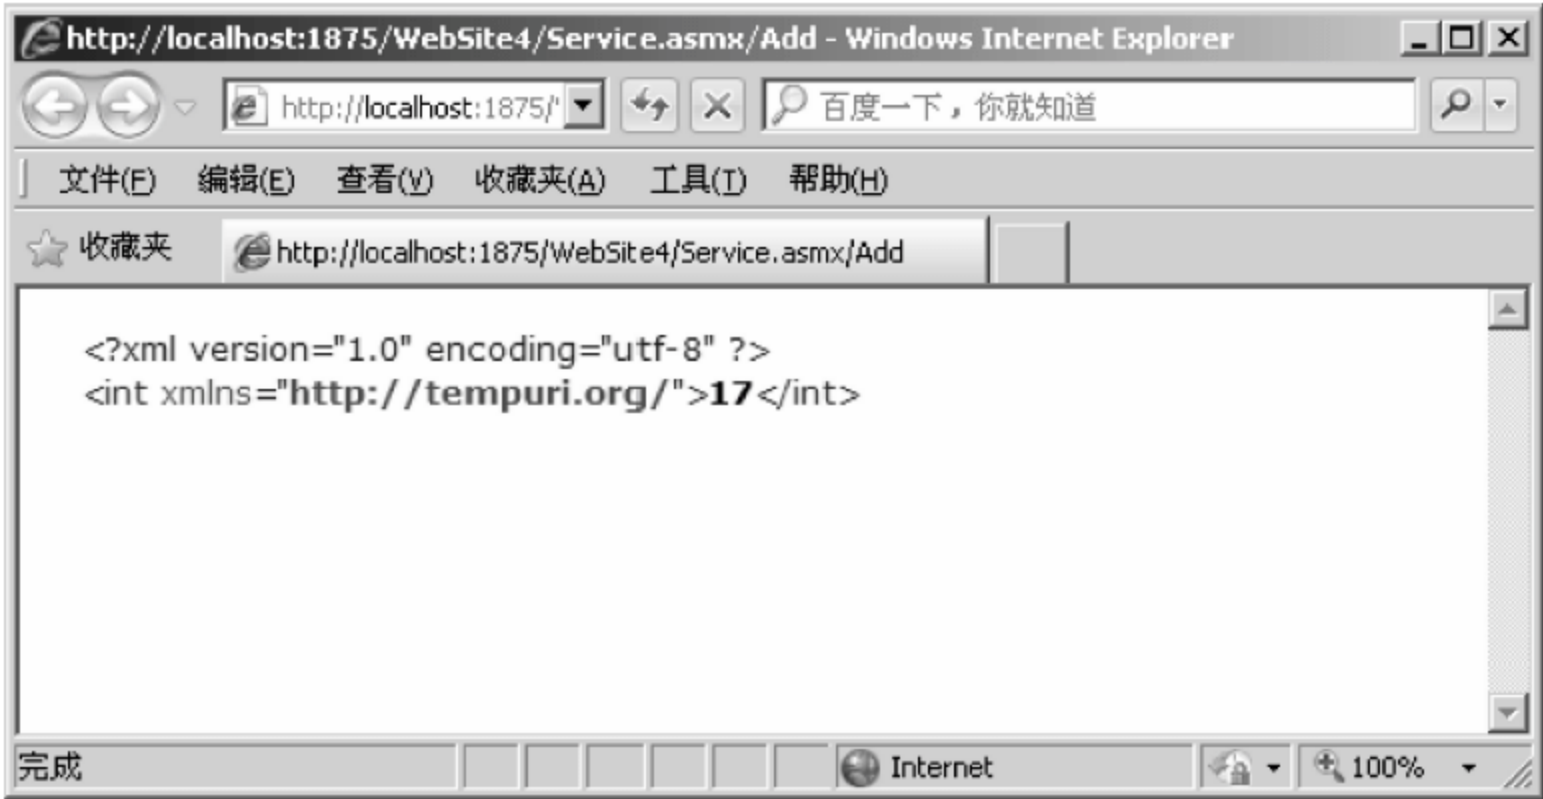 http://localhost:1875/WebSite4/Service.asmx/Add - Windows Internet Explorer
http://localhost:1875/' 百度一下，你就知道
文件(F) 编辑(E) 查看(V) 收藏夹(A) 工具(T) 帮助(H)
收藏夹 http://localhost:1875/WebSite4/Service.asmx/Add
<?xml version="1.0" encoding="utf-8" ?>
<int xmlns="http://tempuri.org/">17</int>
完成 Internet 100%